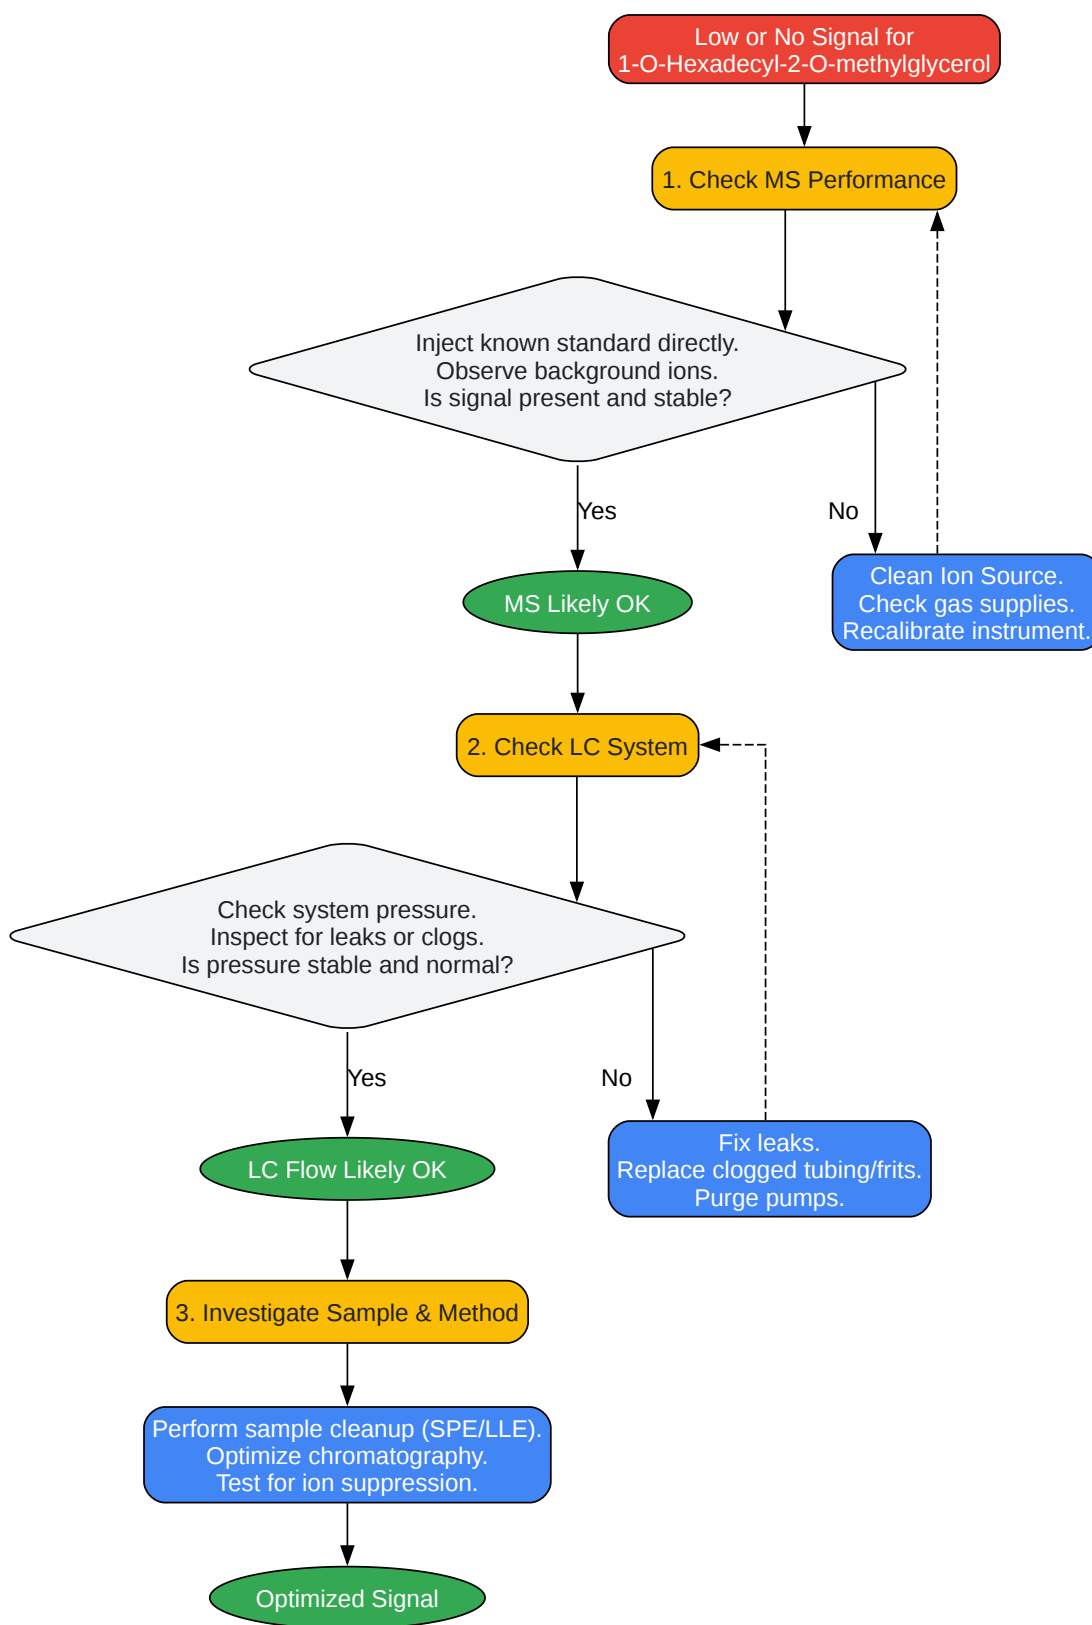 Low or No Signal for
1-O-Hexadecyl-2-O-methylglycerol
1. Check MS Performance
Inject known standard directly.
Observe background ions.
Is signal present and stable?
Yes
No
Clean Ion Source.
Check gas supplies.
Recalibrate instrument.
MS Likely OK
2. Check LC System
Check system pressure.
Inspect for leaks or clogs.
Is pressure stable and normal?
Yes
No
Fix leaks.
Replace clogged tubing/frits.
Purge pumps.
LC Flow Likely OK
3. Investigate Sample & Method
Perform sample cleanup (SPE/LLE).
Optimize chromatography.
Test for ion suppression.
Optimized Signal